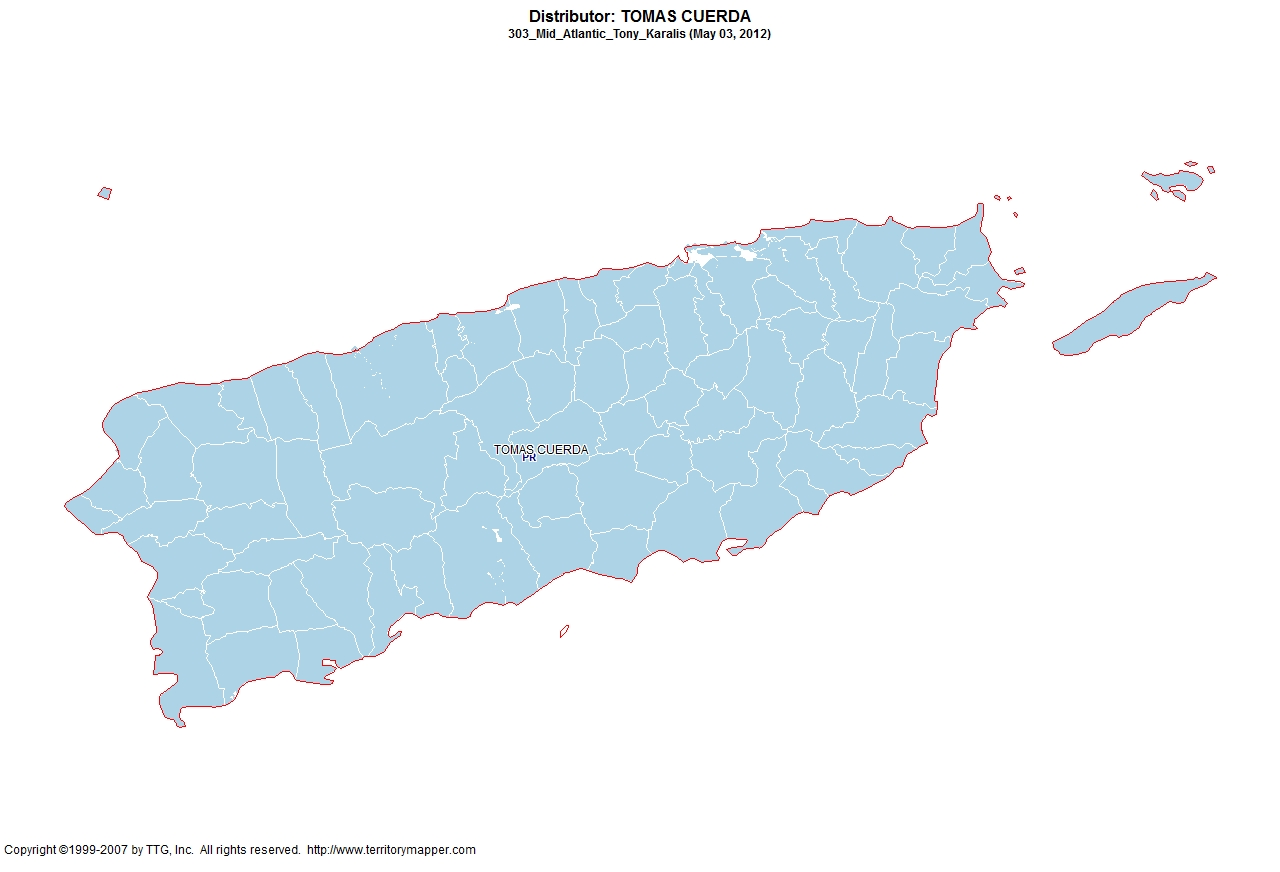 Distributor: TOMAS CUERDA
303_Mid_Atlantic_Tony_Karalis (May 03, 2012)
TOMAS CUERDA
PR
Copyright ©1999-2007 by TTG, Inc.  All rights reserved.  http://www.territorymapper.com